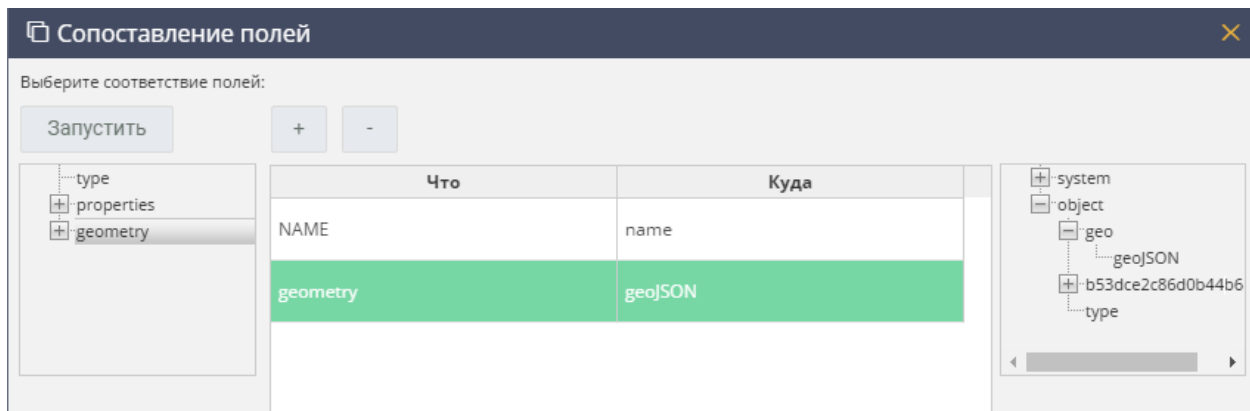 Сопоставление полей
Выберите соответствие полей:
Запустить
+
-
type
properties
geometry
Что
Куда
NAME
name
geometry
geoJSON
system
object
geo
geoJSON
b53dce2c86d0b44b6
type